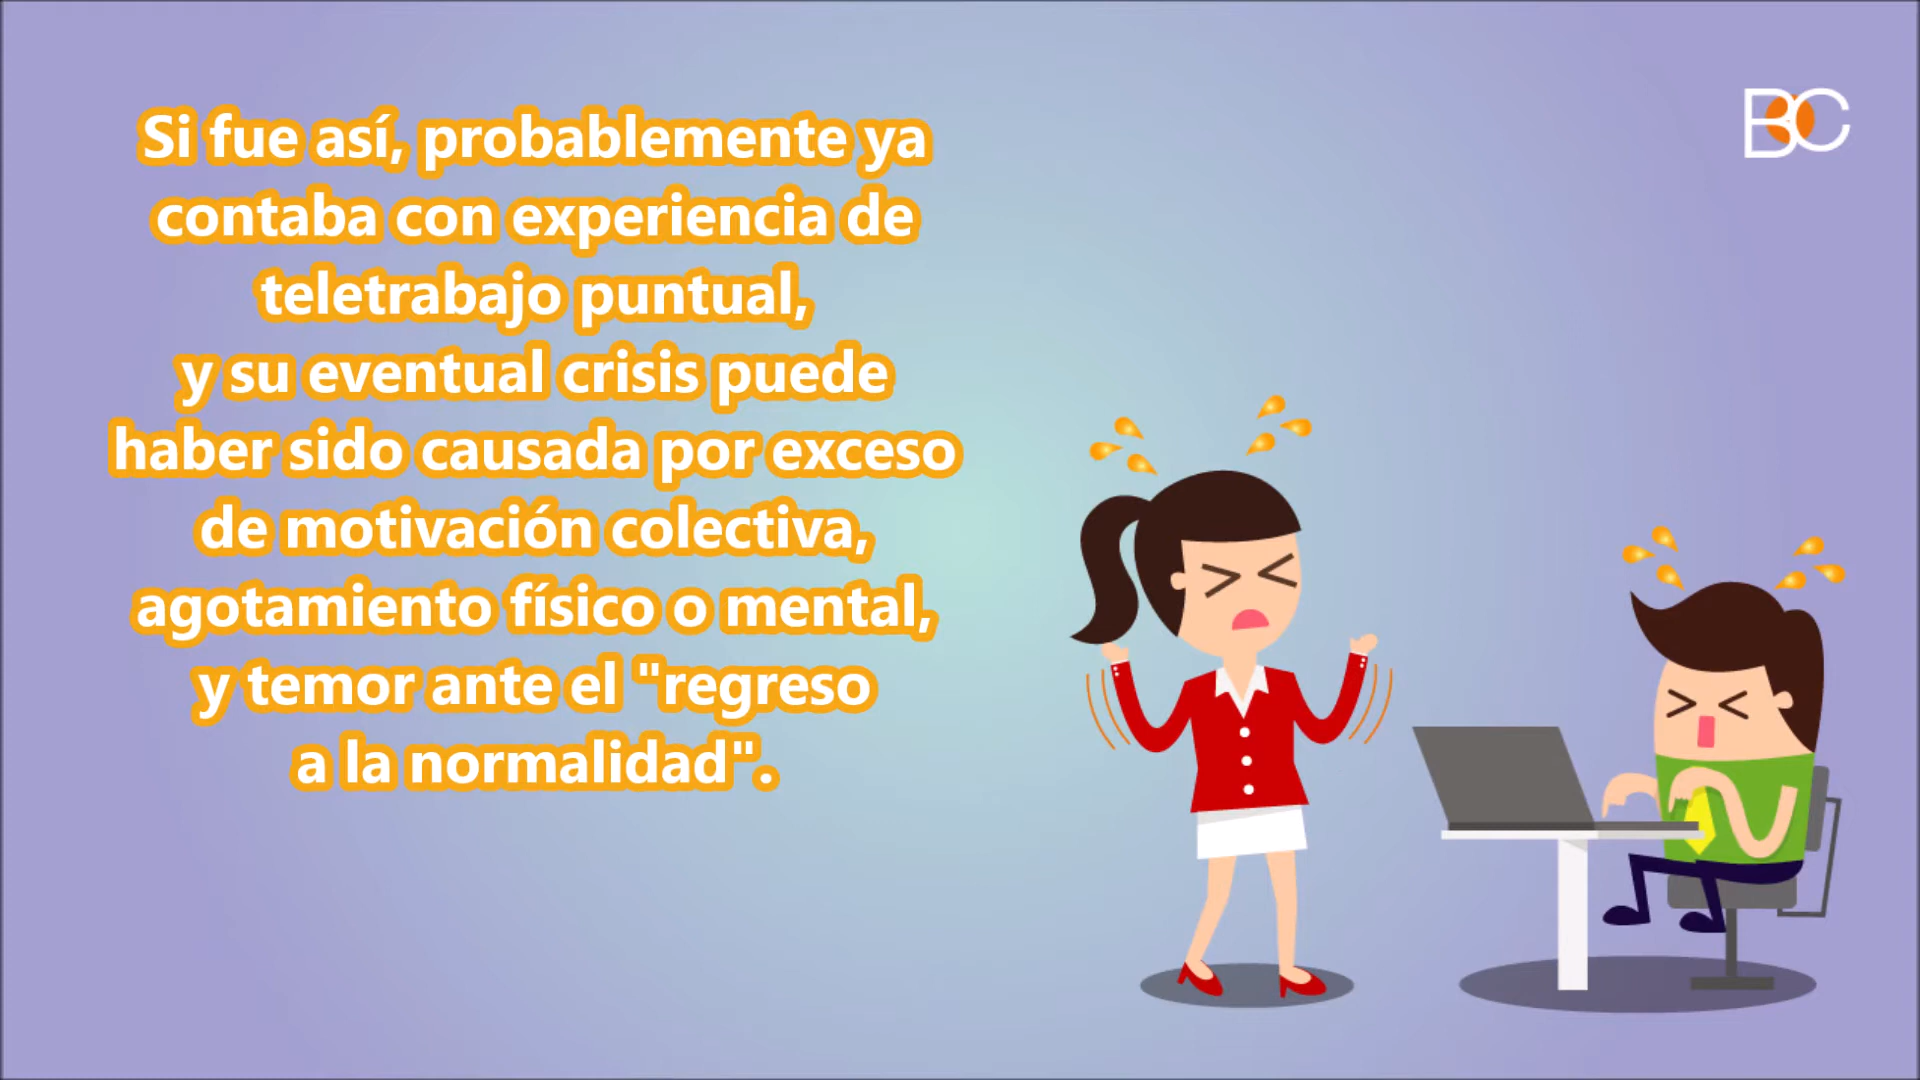 Si fue así, probablemente ya
contaba con experiencia de
teletrabajo puntual,
y su eventual crisis puede
haber sido causada por exceso
de motivación colectiva,
agotamiento físico o mental,
y temor ante el "regreso
a la normalidad".
BC